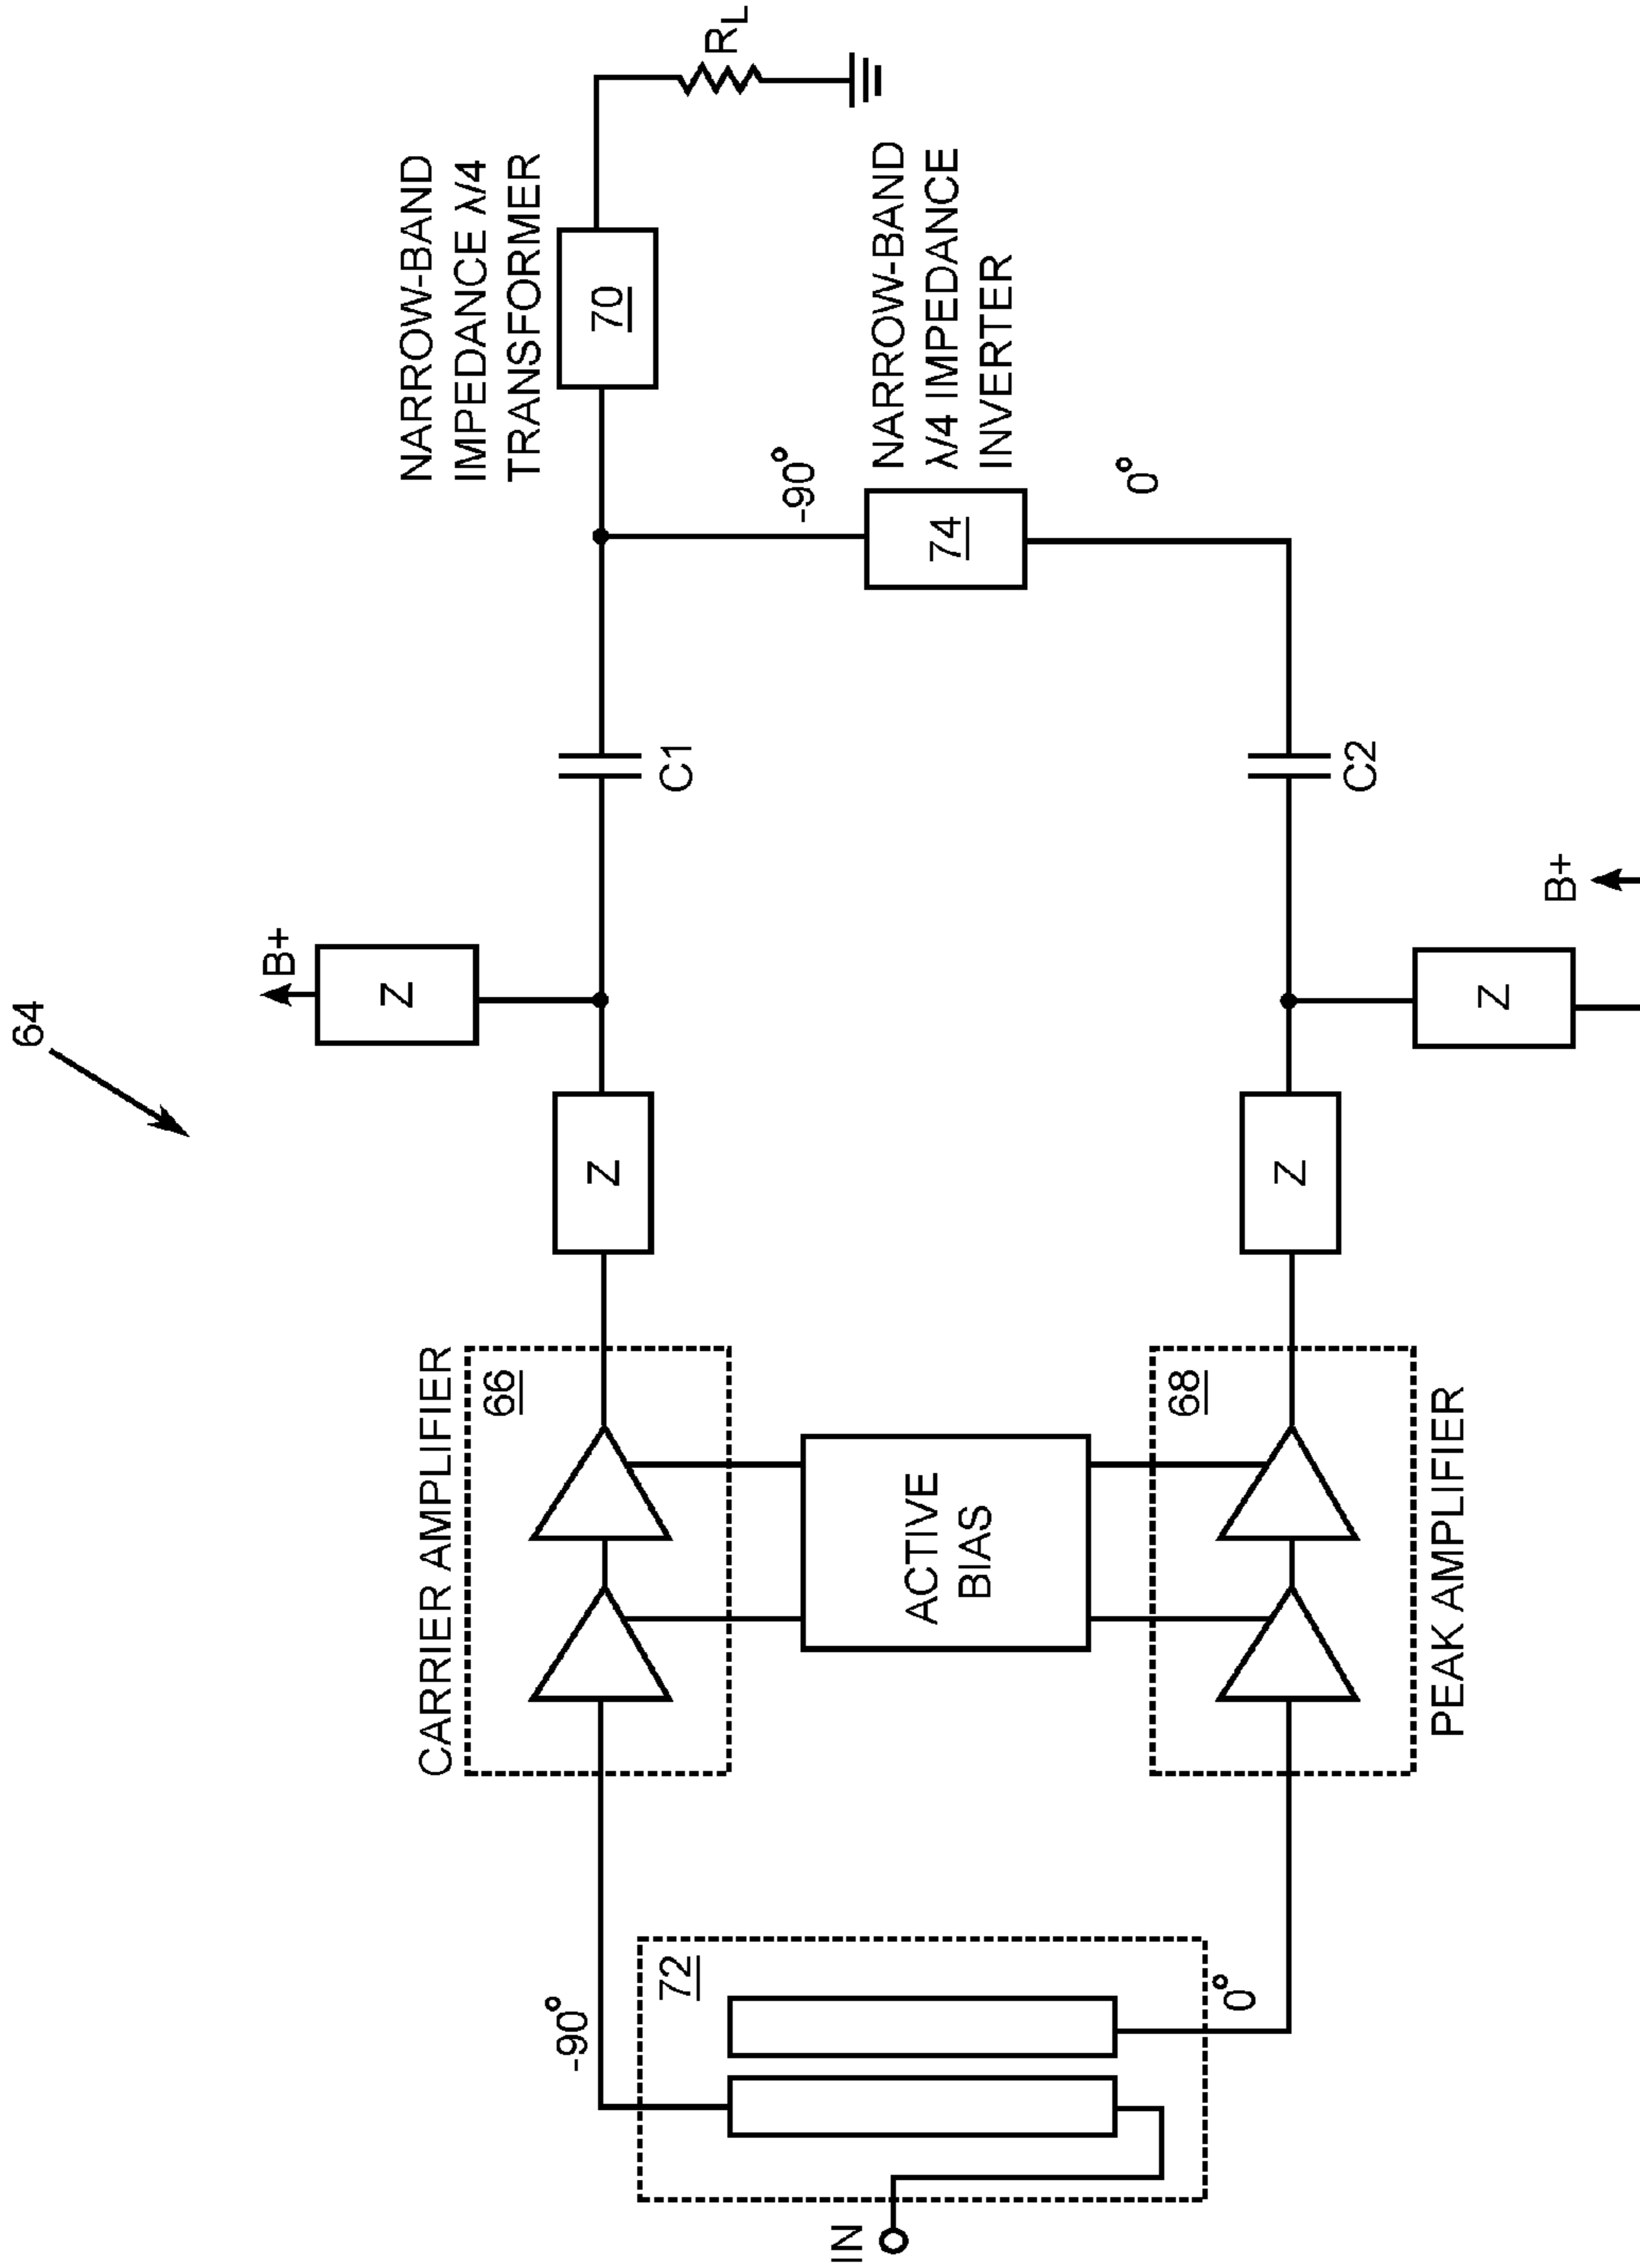 64
CARRIER AMPLIFIER
66
Z
B+
Z
C1
NARROW-BAND
IMPEDANCE λ/4
TRANSFORMER
70
RL
-90°
72
IN
0°
ACTIVE
BIAS
-90°
74
NARROW-BAND
λ/4 IMPEDANCE
INVERTER
0°
68
PEAK AMPLIFIER
Z
Z
B+
C2